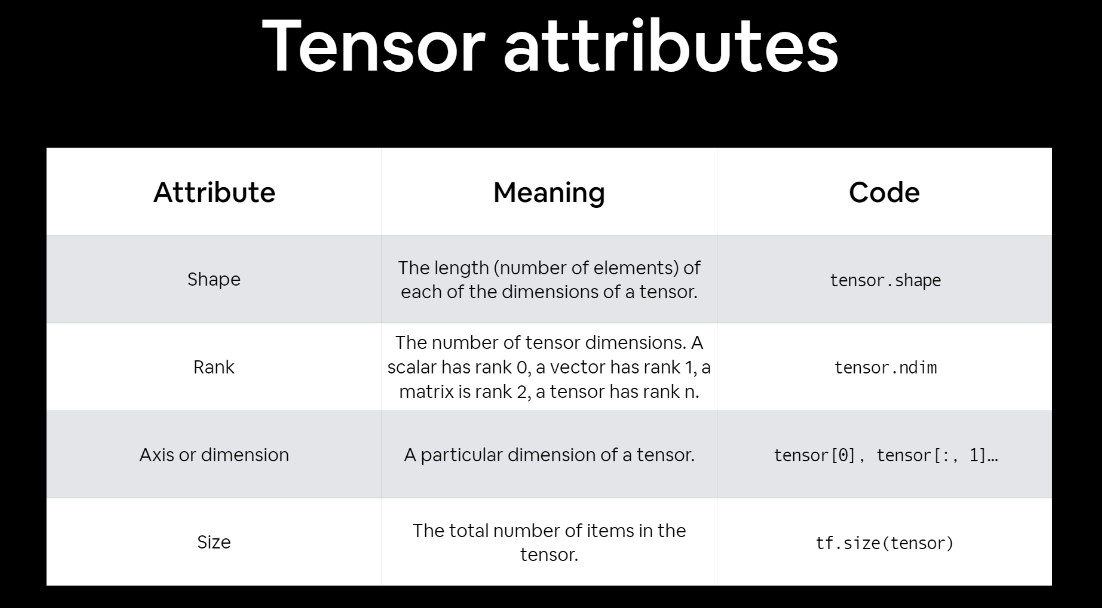 Tensor attributes
Attribute
Meaning
Code
Shape
The length (number of elements) of
each of the dimensions of a tensor.
tensor.shape
Rank
The number of tensor dimensions. A
scalar has rank 0, a vector has rank 1, a
matrix is rank 2, a tensor has rank n.
tensor.ndim
Axis or dimension
A particular dimension of a tensor.
tensor[0], tensor[:, 1]…
Size
The total number of items in the
tensor.
tf.size(tensor)